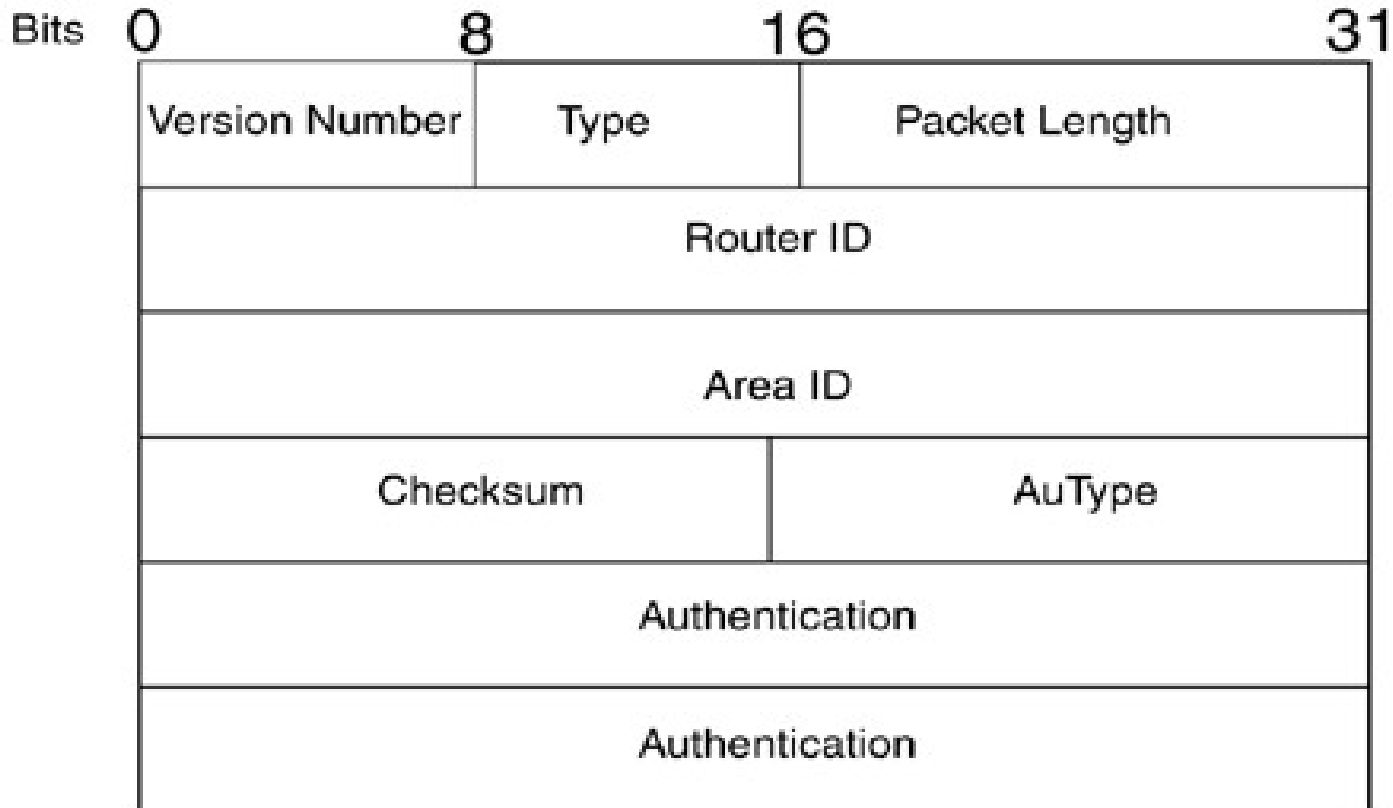 Bits 0 8 16 31
Version Number Type Packet Length
Router ID
Area ID
Checksum AuType
Authentication
Authentication